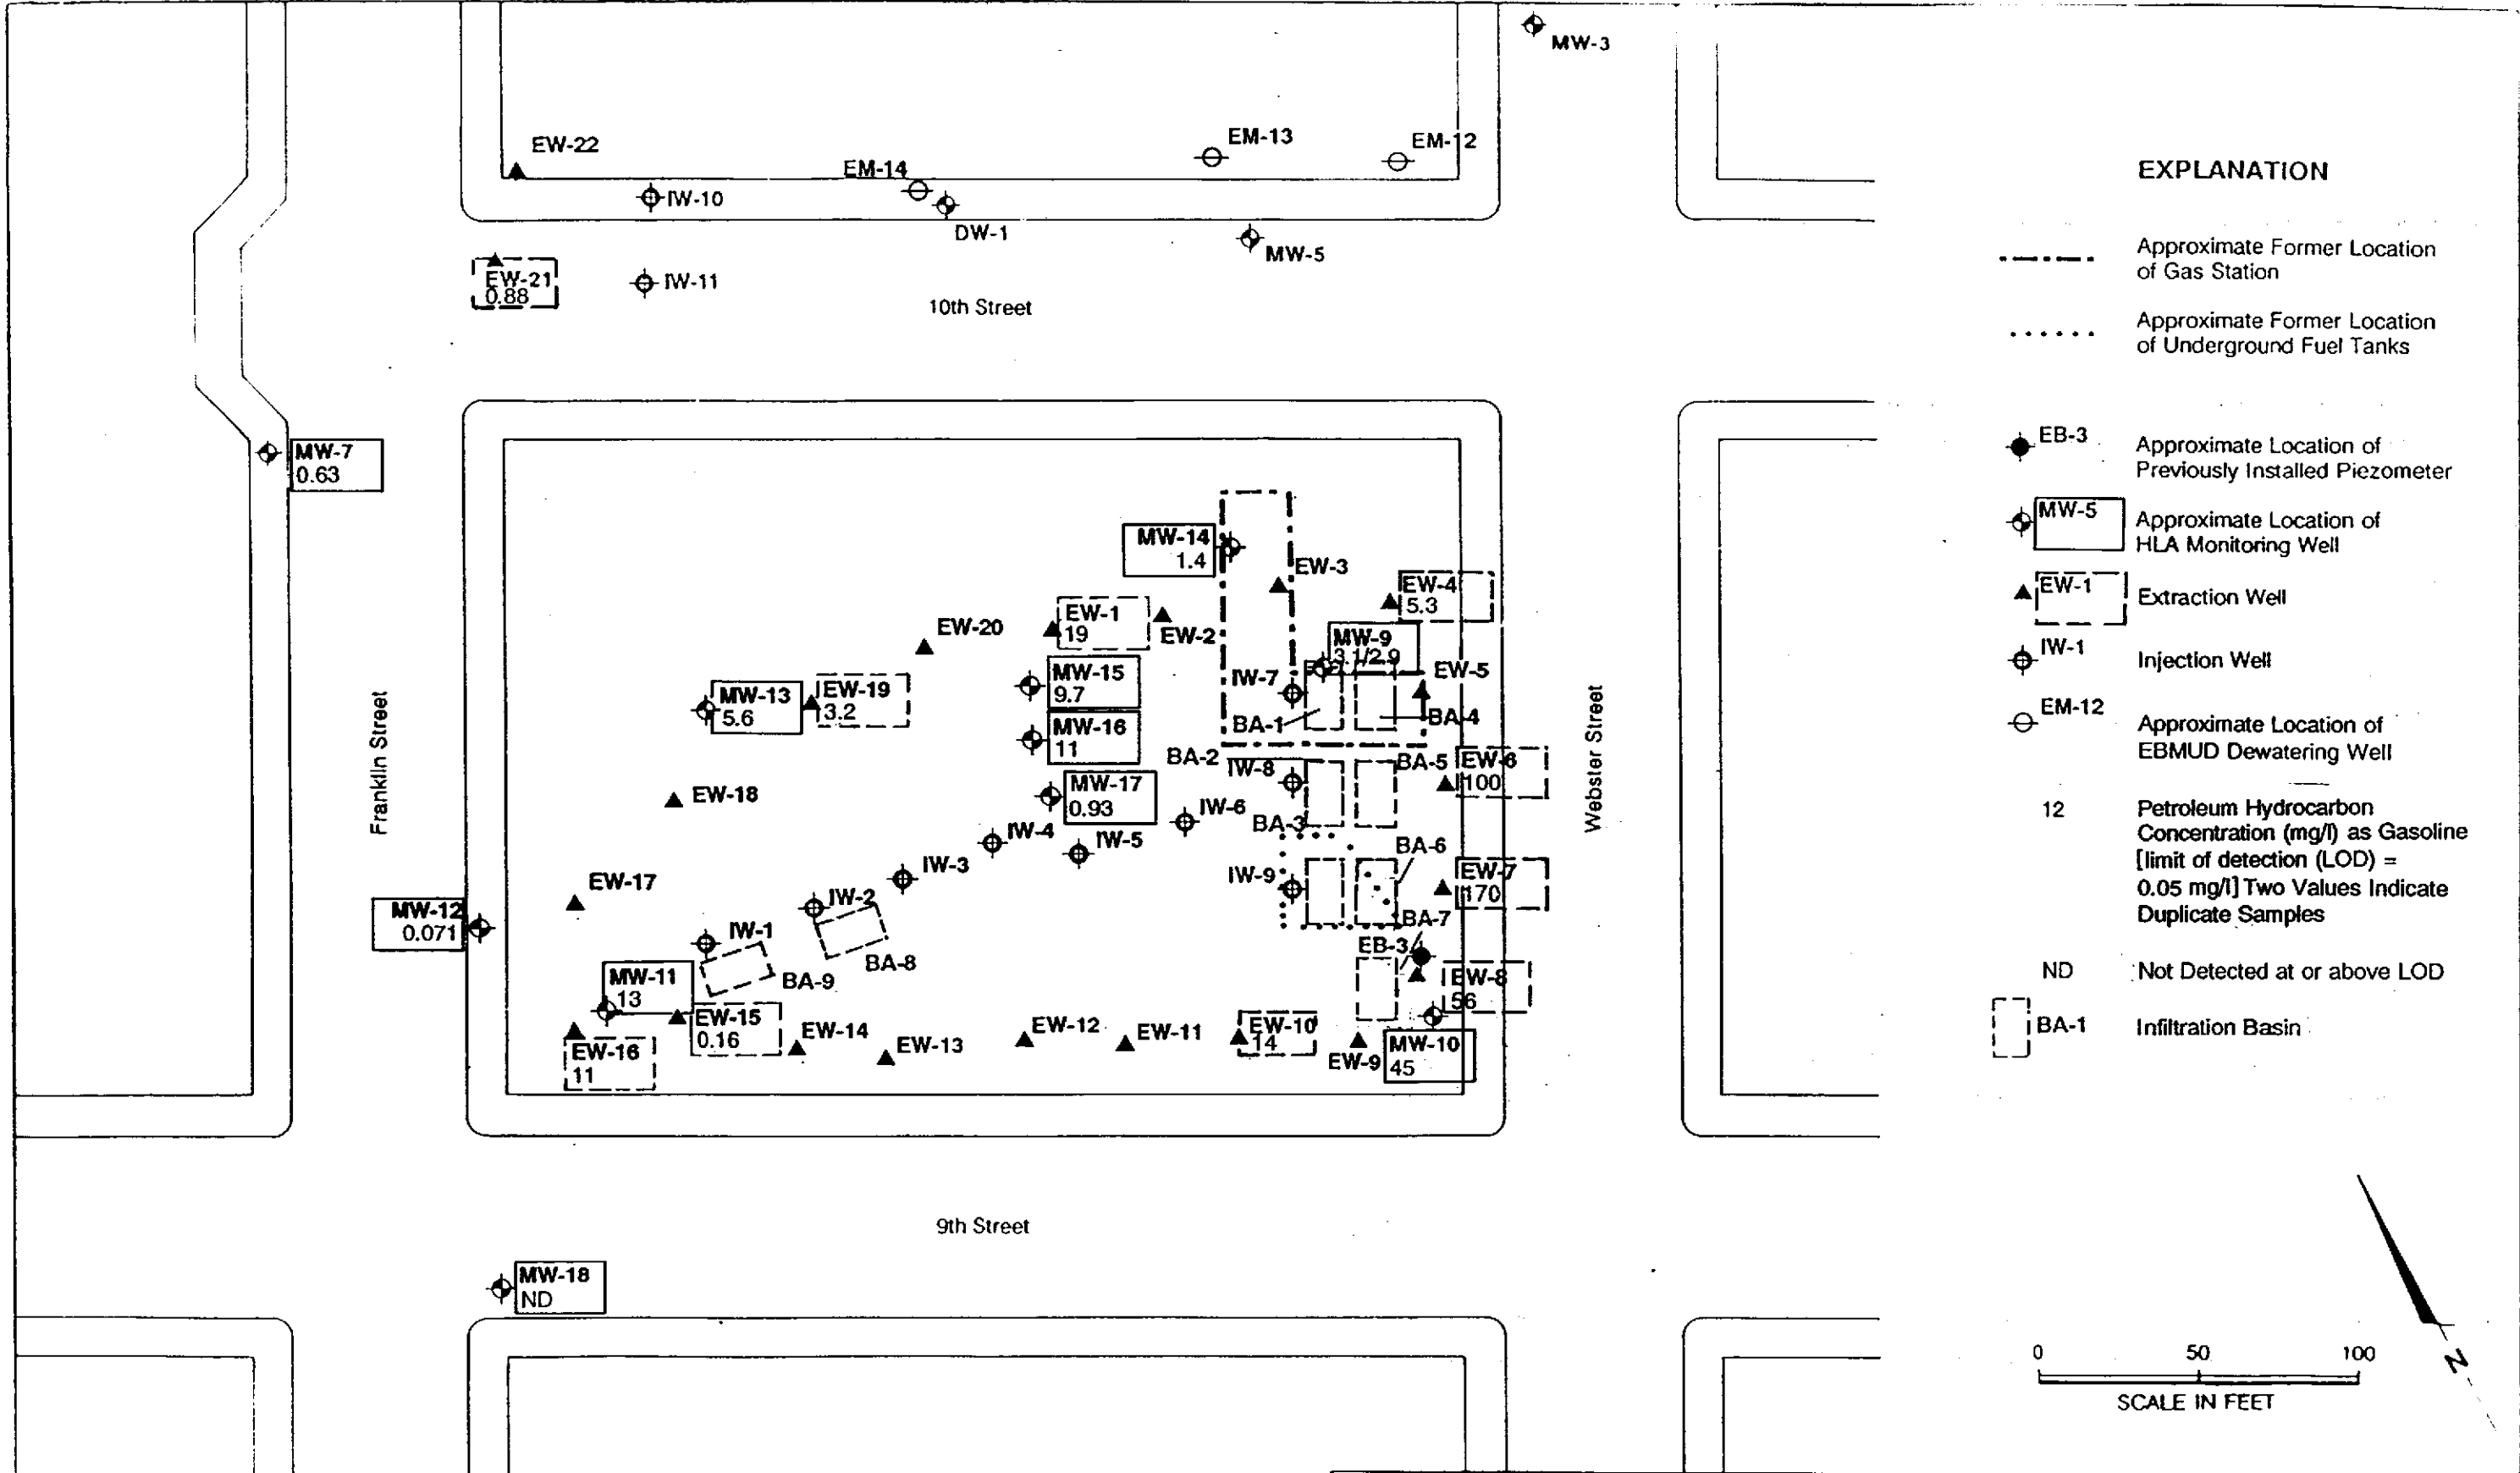 MW-3
EW-22
EM-13
EM-12
EM-14
IW-10
DW-1
MW-5
EW-21
0.88
IW-11
10th Street
MW-7
0.63
MW-14
1.4
EW-3
EW-4
5.3
EW-1
19
EW-2
EW-20
MW-9
3.1/2.9
MW-15
9.7
EW-5
IW-7
MW-13
5.6
EW-19
3.2
BA-1
BA-4
MW-16
11
BA-2
IW-8
BA-5
EW-6
100
Franklin Street
Webster Street
EW-18
MW-17
0.93
IW-6
BA-3
IW-4
IW-5
BA-6
IW-3
IW-9
EW-7
170
EW-17
IW-2
MW-12
0.071
BA-7
IW-1
EB-3
BA-8
BA-9
MW-11
13
EW-8
56
EW-15
0.16
EW-14
EW-13
EW-12
EW-11
EW-10
14
EW-9
MW-10
45
EW-16
11
9th Street
MW-18
ND
EXPLANATION
Approximate Former Location
of Gas Station
Approximate Former Location
of Underground Fuel Tanks
EB-3
Approximate Location of
Previously Installed Piezometer
MW-5
Approximate Location of
HLA Monitoring Well
EW-1
Extraction Well
IW-1
Injection Well
EM-12
Approximate Location of
EBMUD Dewatering Well
12
Petroleum Hydrocarbon
Concentration (mg/l) as Gasoline
[limit of detection (LOD) =
0.05 mg/l] Two Values Indicate
Duplicate Samples
ND
Not Detected at or above LOD
BA-1
Infiltration Basin
N
0 50 100
SCALE IN FEET